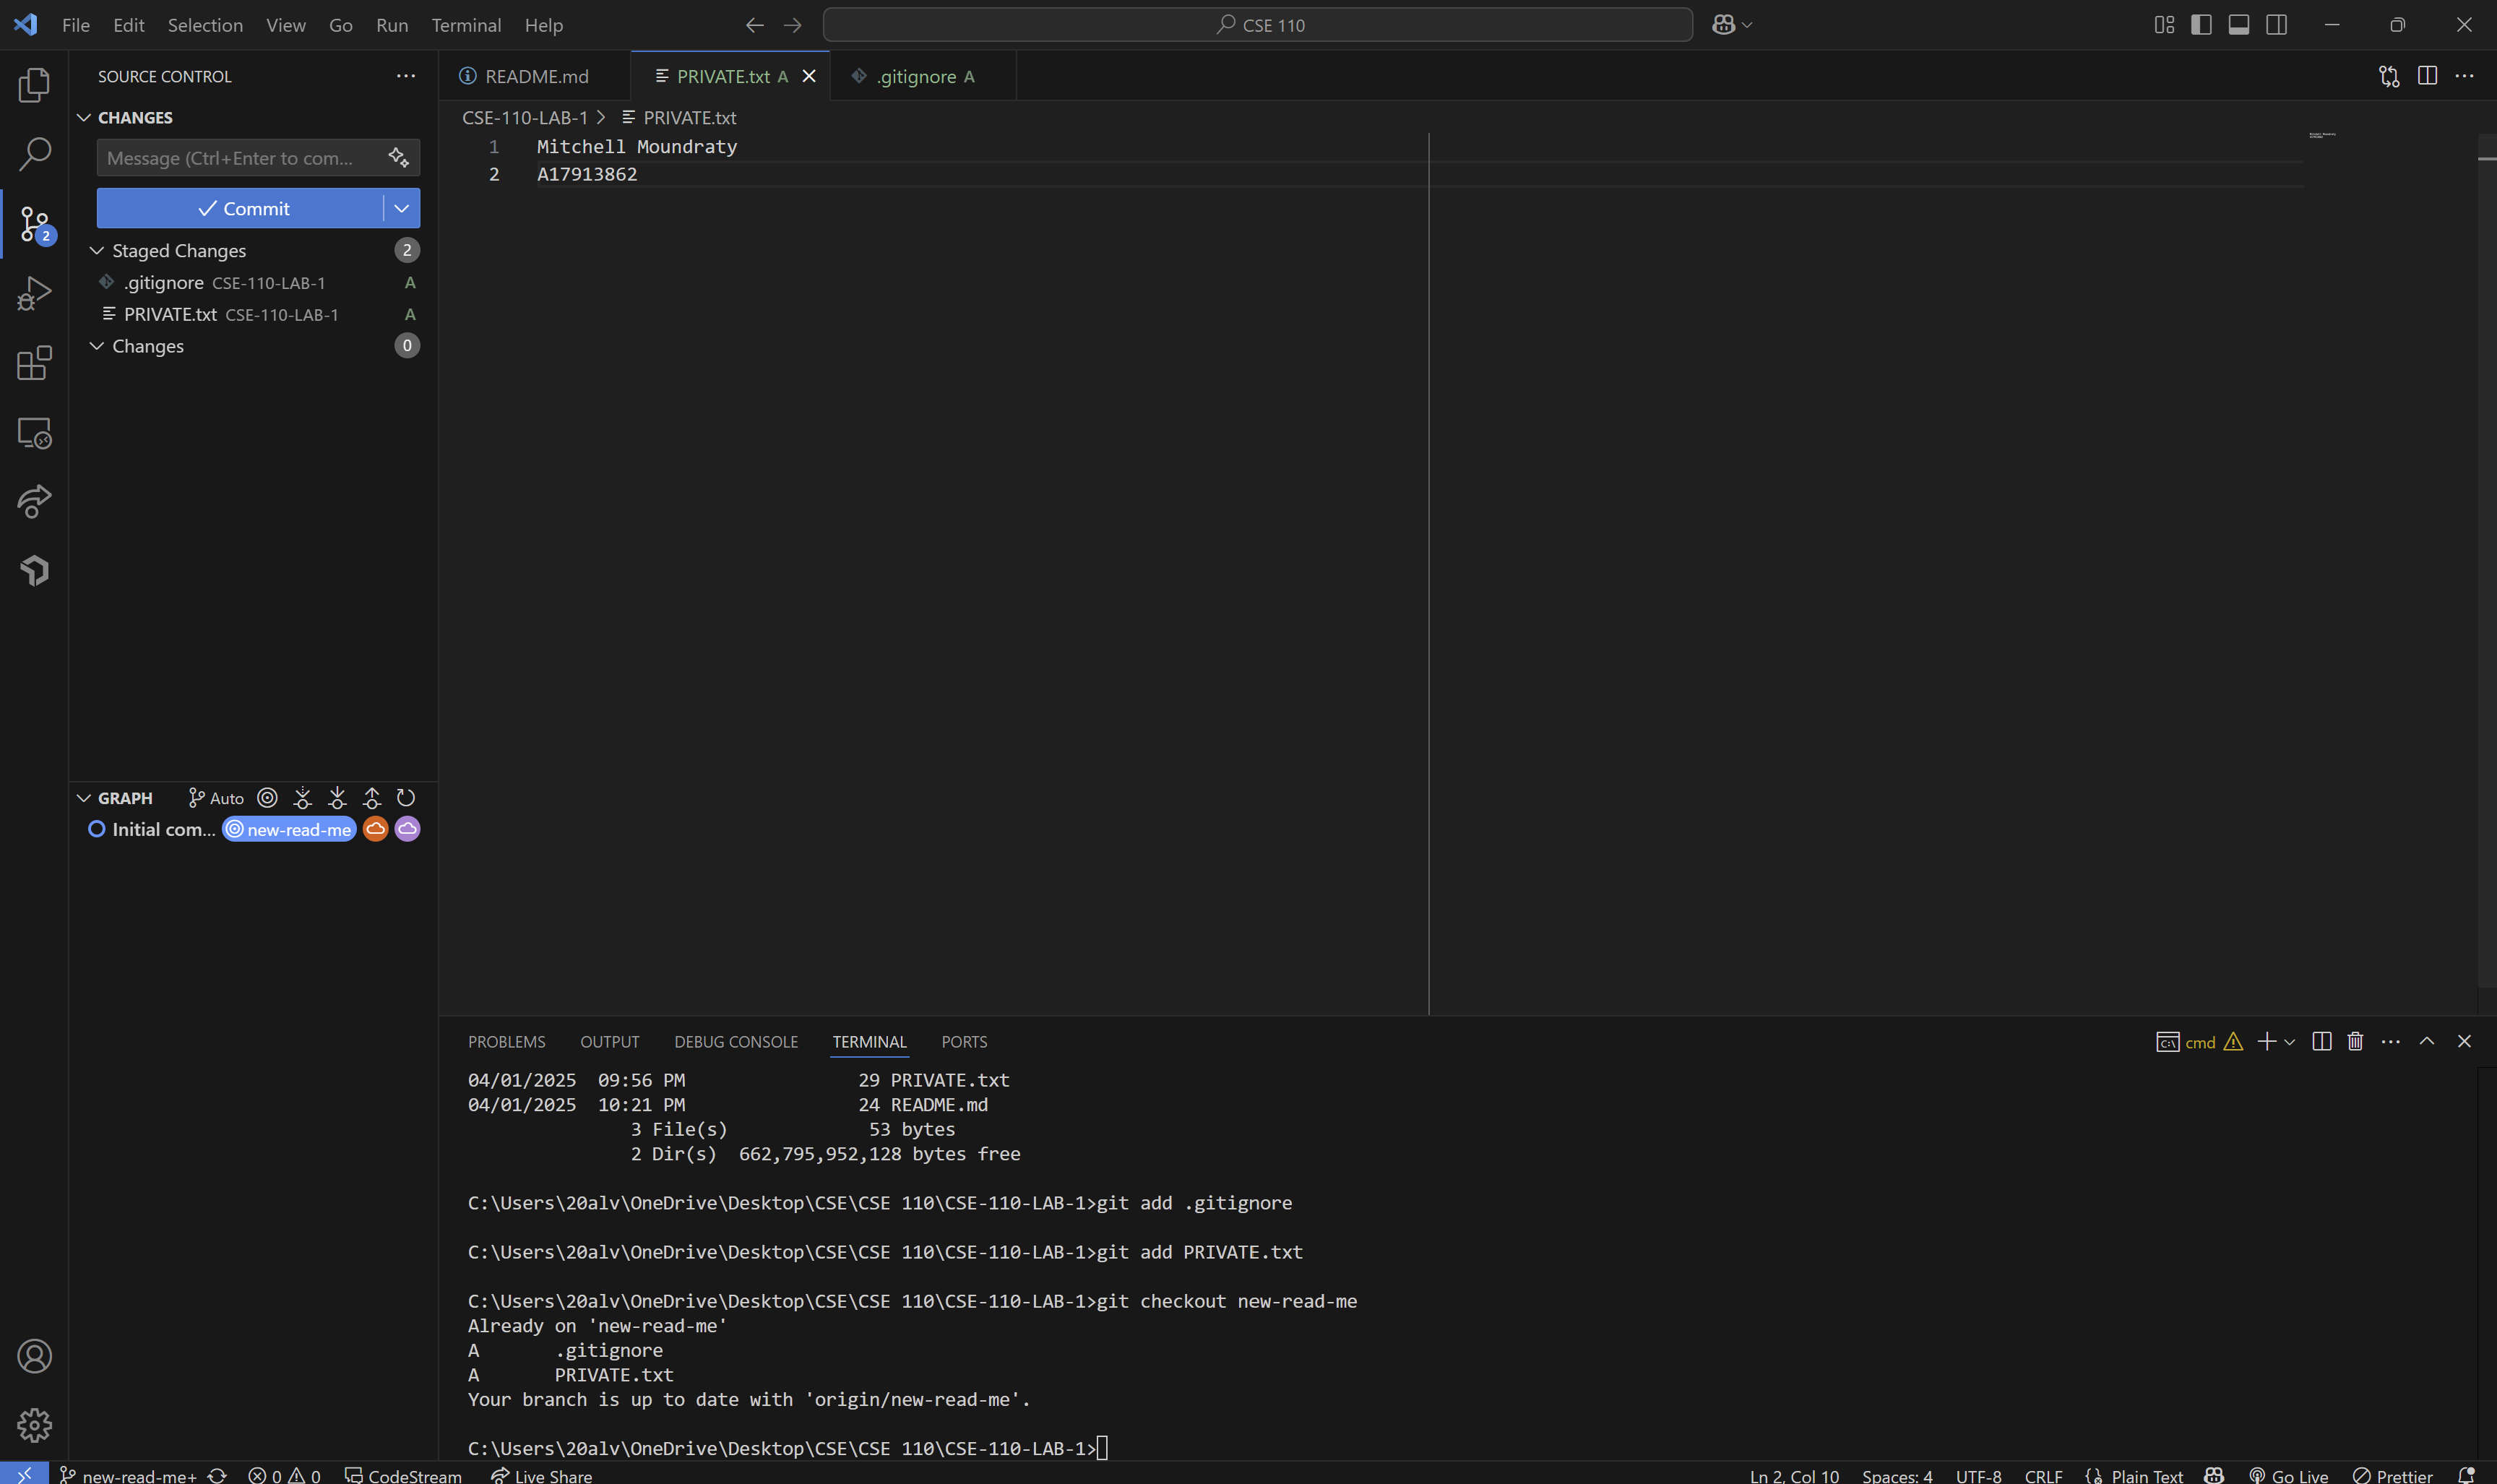 File Edit Selection View Go Run Terminal Help
CSE 110
SOURCE CONTROL
CHANGES
Message (Ctrl+Enter to com...
Commit
Staged Changes 2
.gitignore CSE-110-LAB-1 A
PRIVATE.txt CSE-110-LAB-1 A
Changes 0
2
GRAPH Auto
Initial com... new-read-me
README.md PRIVATE.txt A .gitignore A
CSE-110-LAB-1 > PRIVATE.txt
1 Mitchell Moundraty
2 A17913862
PROBLEMS OUTPUT DEBUG CONSOLE TERMINAL PORTS
cmd
04/01/2025 09:56 PM 29 PRIVATE.txt
04/01/2025 10:21 PM 24 README.md
3 File(s) 53 bytes
2 Dir(s) 662,795,952,128 bytes free
C:\Users\20alv\OneDrive\Desktop\CSE\CSE 110\CSE-110-LAB-1>git add .gitignore
C:\Users\20alv\OneDrive\Desktop\CSE\CSE 110\CSE-110-LAB-1>git add PRIVATE.txt
C:\Users\20alv\OneDrive\Desktop\CSE\CSE 110\CSE-110-LAB-1>git checkout new-read-me
Already on 'new-read-me'
A .gitignore
A PRIVATE.txt
Your branch is up to date with 'origin/new-read-me'.
C:\Users\20alv\OneDrive\Desktop\CSE\CSE 110\CSE-110-LAB-1>
new-read-me+ 0 0 CodeStream Live Share Ln 2, Col 10 Spaces: 4 UTF-8 CRLF {} Plain Text Go Live Prettier